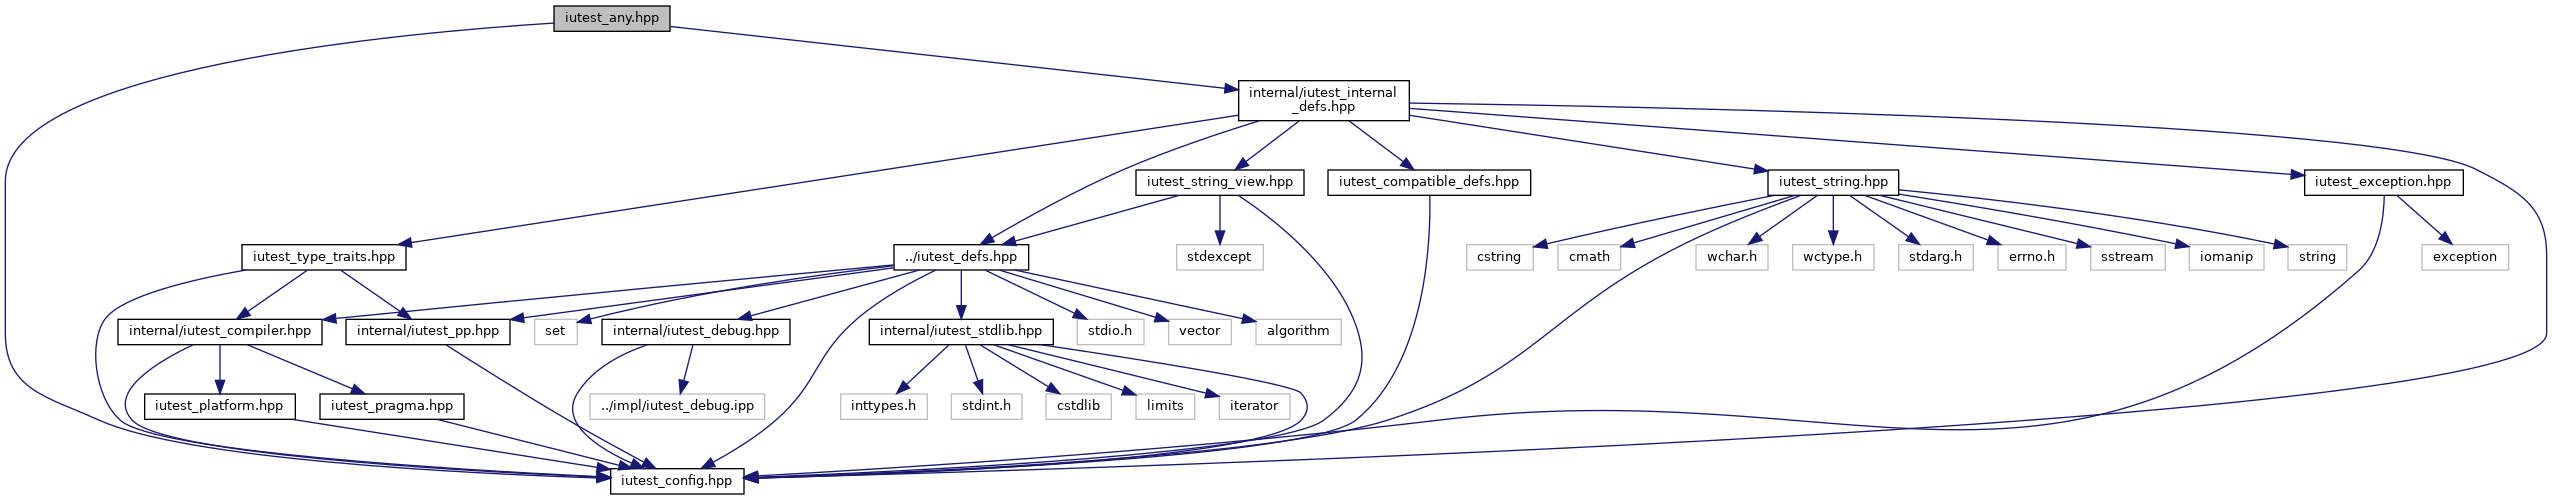 iutest_any.hpp
internal/iutest_internal
_defs.hpp
iutest_string_view.hpp
iutest_compatible_defs.hpp
iutest_string.hpp
iutest_exception.hpp
iutest_type_traits.hpp
../iutest_defs.hpp
stdexcept
cstring
cmath
wchar.h
wctype.h
stdarg.h
errno.h
sstream
iomanip
string
exception
internal/iutest_compiler.hpp
internal/iutest_pp.hpp
set
internal/iutest_debug.hpp
internal/iutest_stdlib.hpp
stdio.h
vector
algorithm
iutest_platform.hpp
iutest_pragma.hpp
../impl/iutest_debug.ipp
inttypes.h
stdint.h
cstdlib
limits
iterator
iutest_config.hpp